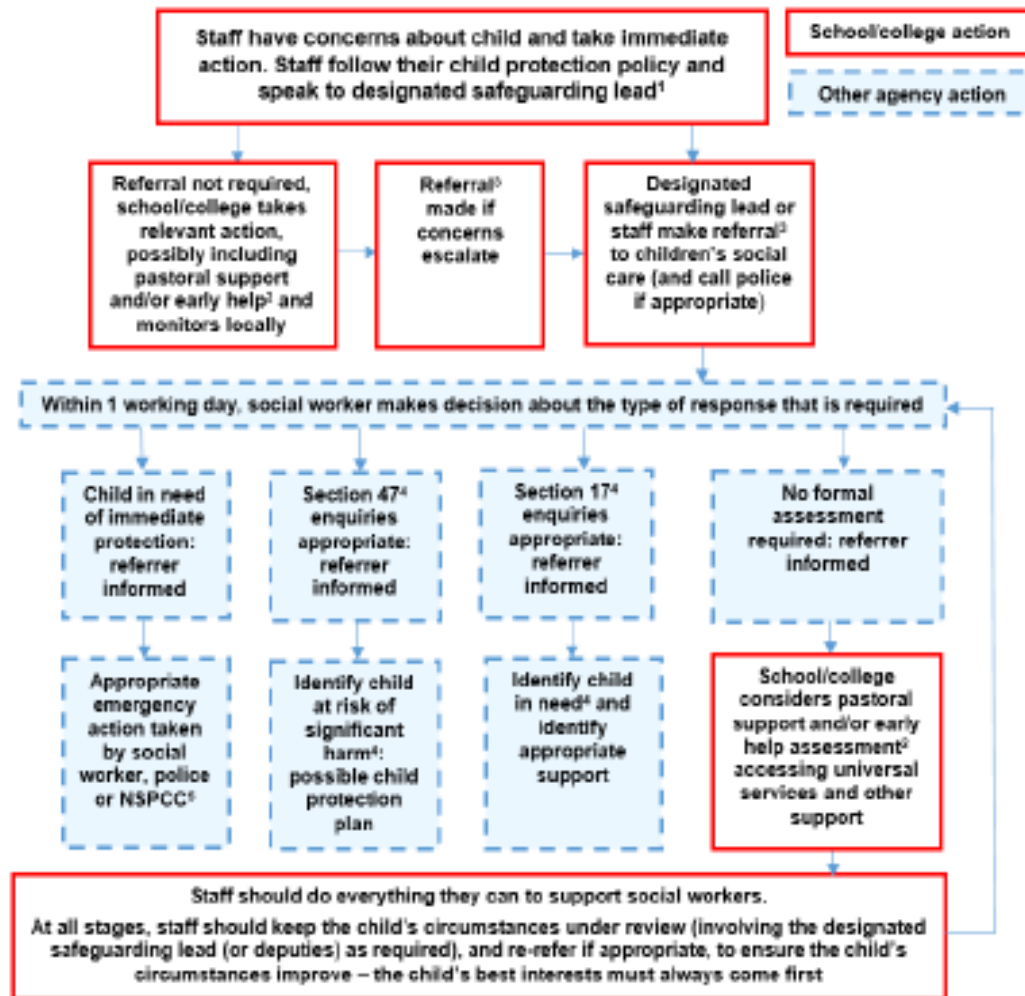 Staff have concerns about child and take immediate
action. Staff follow their child protection policy and
speak to designated safeguarding lead¹
School/college action
Other agency action
Referral not required,
school/college takes
relevant action,
possibly including
pastoral support
and/or early help² and
monitors locally
Referral³
made if
concerns
escalate
Designated
safeguarding lead or
staff make referral³
to children's social
care (and call police
if appropriate)
Within 1 working day, social worker makes decision about the type of response that is required
Child in need
of immediate
protection:
referrer
informed
Section 47⁴
enquiries
appropriate:
referrer
informed
Section 17⁴
enquiries
appropriate:
referrer
informed
No formal
assessment
required: referrer
informed
Appropriate
emergency
action taken
by social
worker, police
or NSPCC⁵
Identify child
at risk of
significant
harm⁴:
possible child
protection
plan
Identify child
in need⁴ and
identify
appropriate
support
School/college
considers pastoral
support and/or early
help assessment²
accessing universal
services and other
support
Staff should do everything they can to support social workers.
At all stages, staff should keep the child's circumstances under review (involving the designated
safeguarding lead (or deputies) as required), and re-refer if appropriate, to ensure the child's
circumstances improve – the child's best interests must always come first